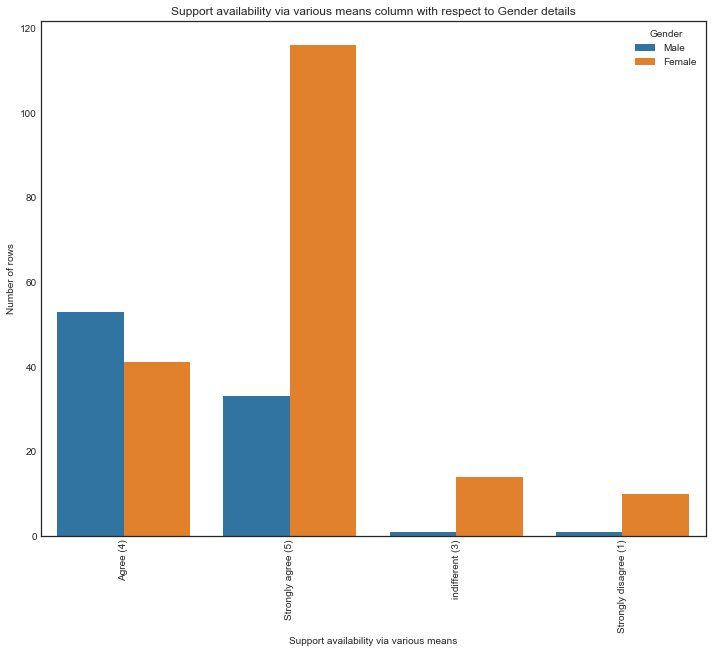 Support availability via various means column with respect to Gender details
120
100
80
60
40
20
0
Number of rows
Gender
Male
Female
Agree (4)
Strongly agree (5)
indifferent (3)
Strongly disagree (1)
Support availability via various means